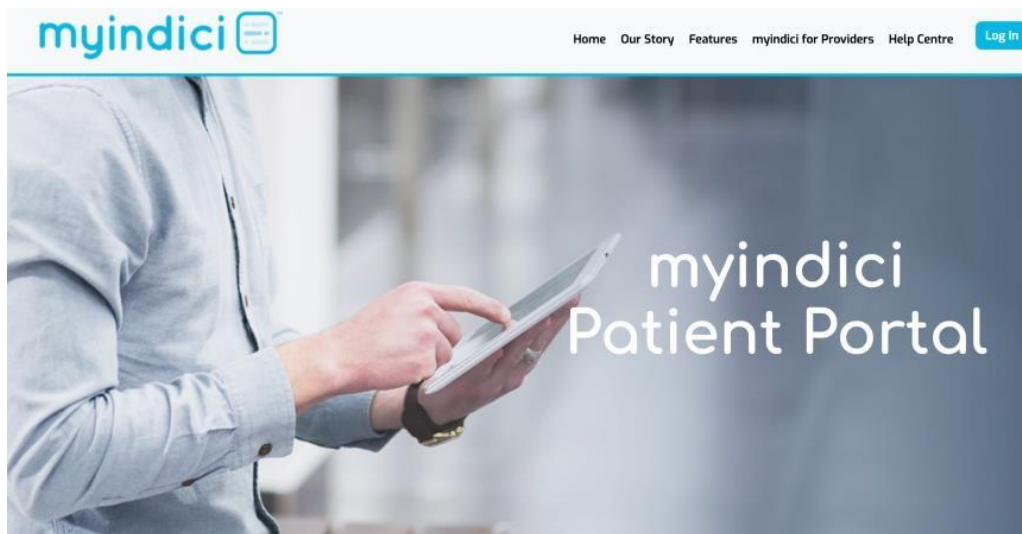 myindici
Home Our Story Features myindici for Providers Help Centre Log In
myindici
Patient Portal